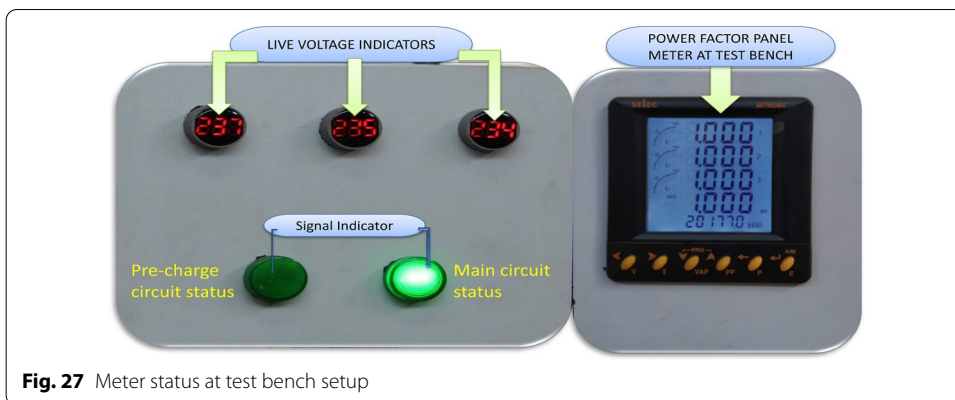 LIVE VOLTAGE INDICATORS
POWER FACTOR PANEL
METER AT TEST BENCH
237
235
234
selec
1.000
1.000
1.000
1.000
20177.0
Signal Indicator
Pre-charge
circuit status
Main circuit
status
V
I
VAF
PF
P
E
PRG
A/M
Fig. 27 Meter status at test bench setup